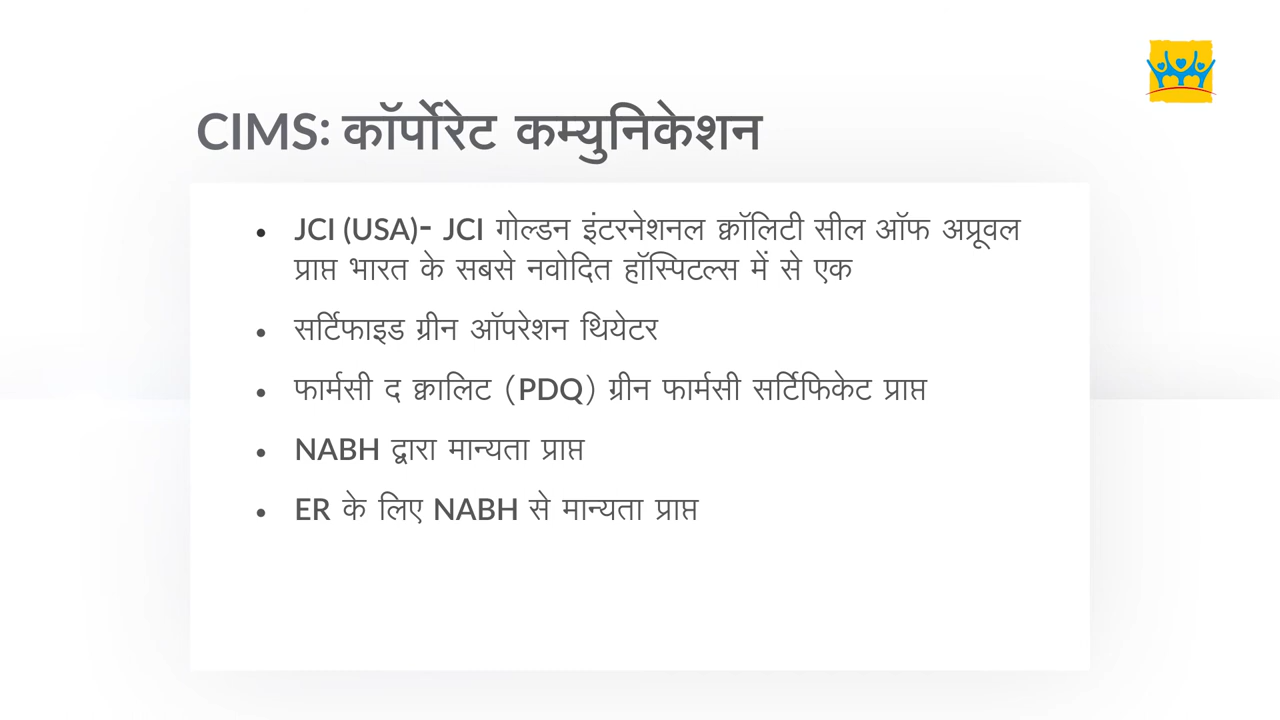 CIMS: कॉर्पोरेट कम्युनिकेशन
• JCI (USA)- JCI गोल्डन इंटरनेशनल क्वॉलिटी सील ऑफ अप्रूवल
प्राप्त भारत के सबसे नवोदित हॉस्पिटल्स में से एक
• सर्टिफाइड ग्रीन ऑपरेशन थियेटर
• फार्मसी द क्वालिट (PDQ) ग्रीन फार्मसी सर्टिफिकेट प्राप्त
• NABH द्वारा मान्यता प्राप्त
• ER के लिए NABH से मान्यता प्राप्त